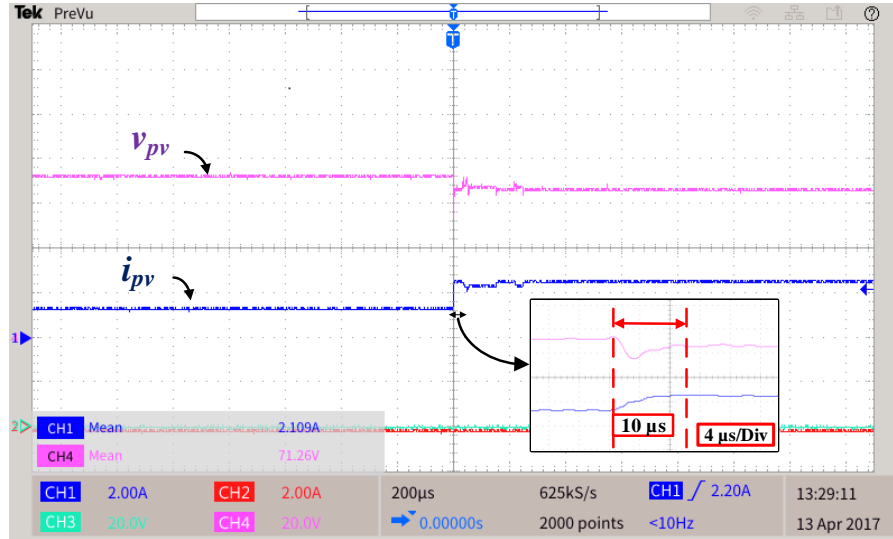 Tek PreVu
T
T
?
v_pv
i_pv
1
2
10 µs
4 µs/Div
CH1 Mean 2.109A
CH4 Mean 71.26V
CH1 2.00A CH2 2.00A 200µs 625kS/s CH1 2.20A 13:29:11
CH3 20.0V CH4 20.0V 0.00000s 2000 points <10Hz 13 Apr 2017